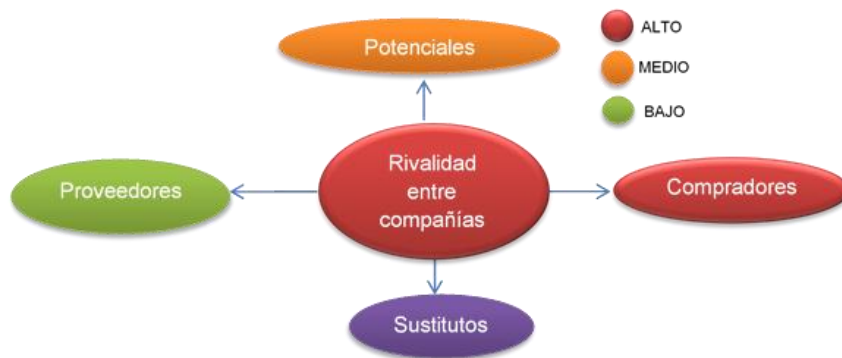 Potenciales
ALTO
MEDIO
BAJO
Proveedores
Rivalidad
entre
compañías
Compradores
Sustitutos